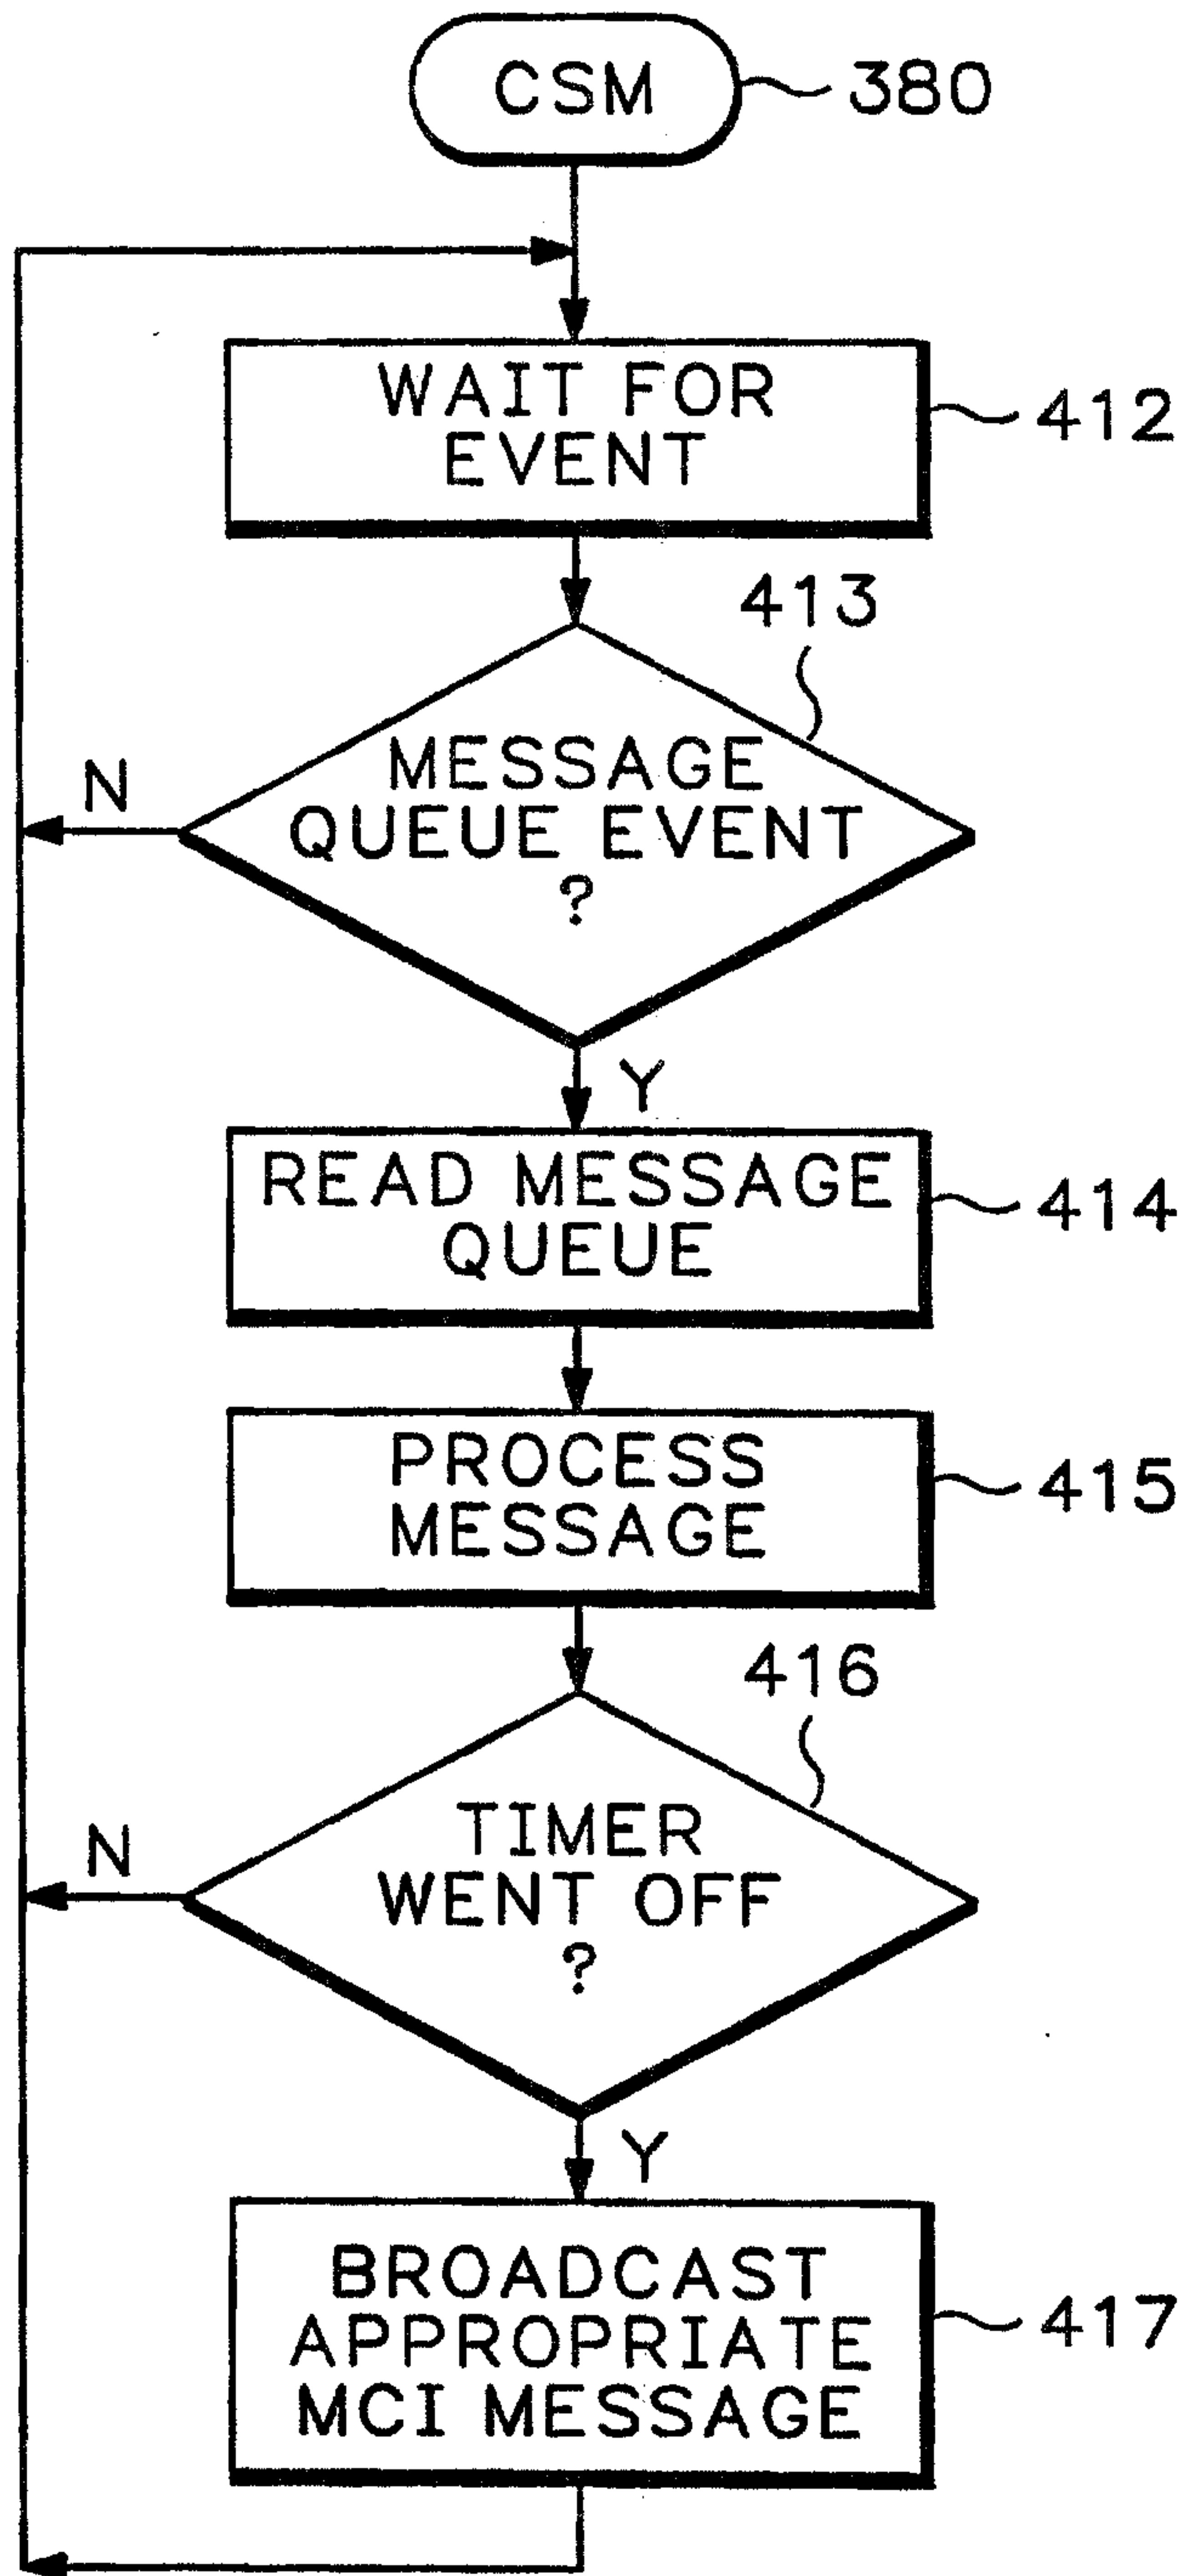 CSM
380
WAIT FOR
EVENT
412
413
MESSAGE
QUEUE EVENT
?
N
Y
READ MESSAGE
QUEUE
414
PROCESS
MESSAGE
415
416
TIMER
WENT OFF
?
N
Y
BROADCAST
APPROPRIATE
MCI MESSAGE
417